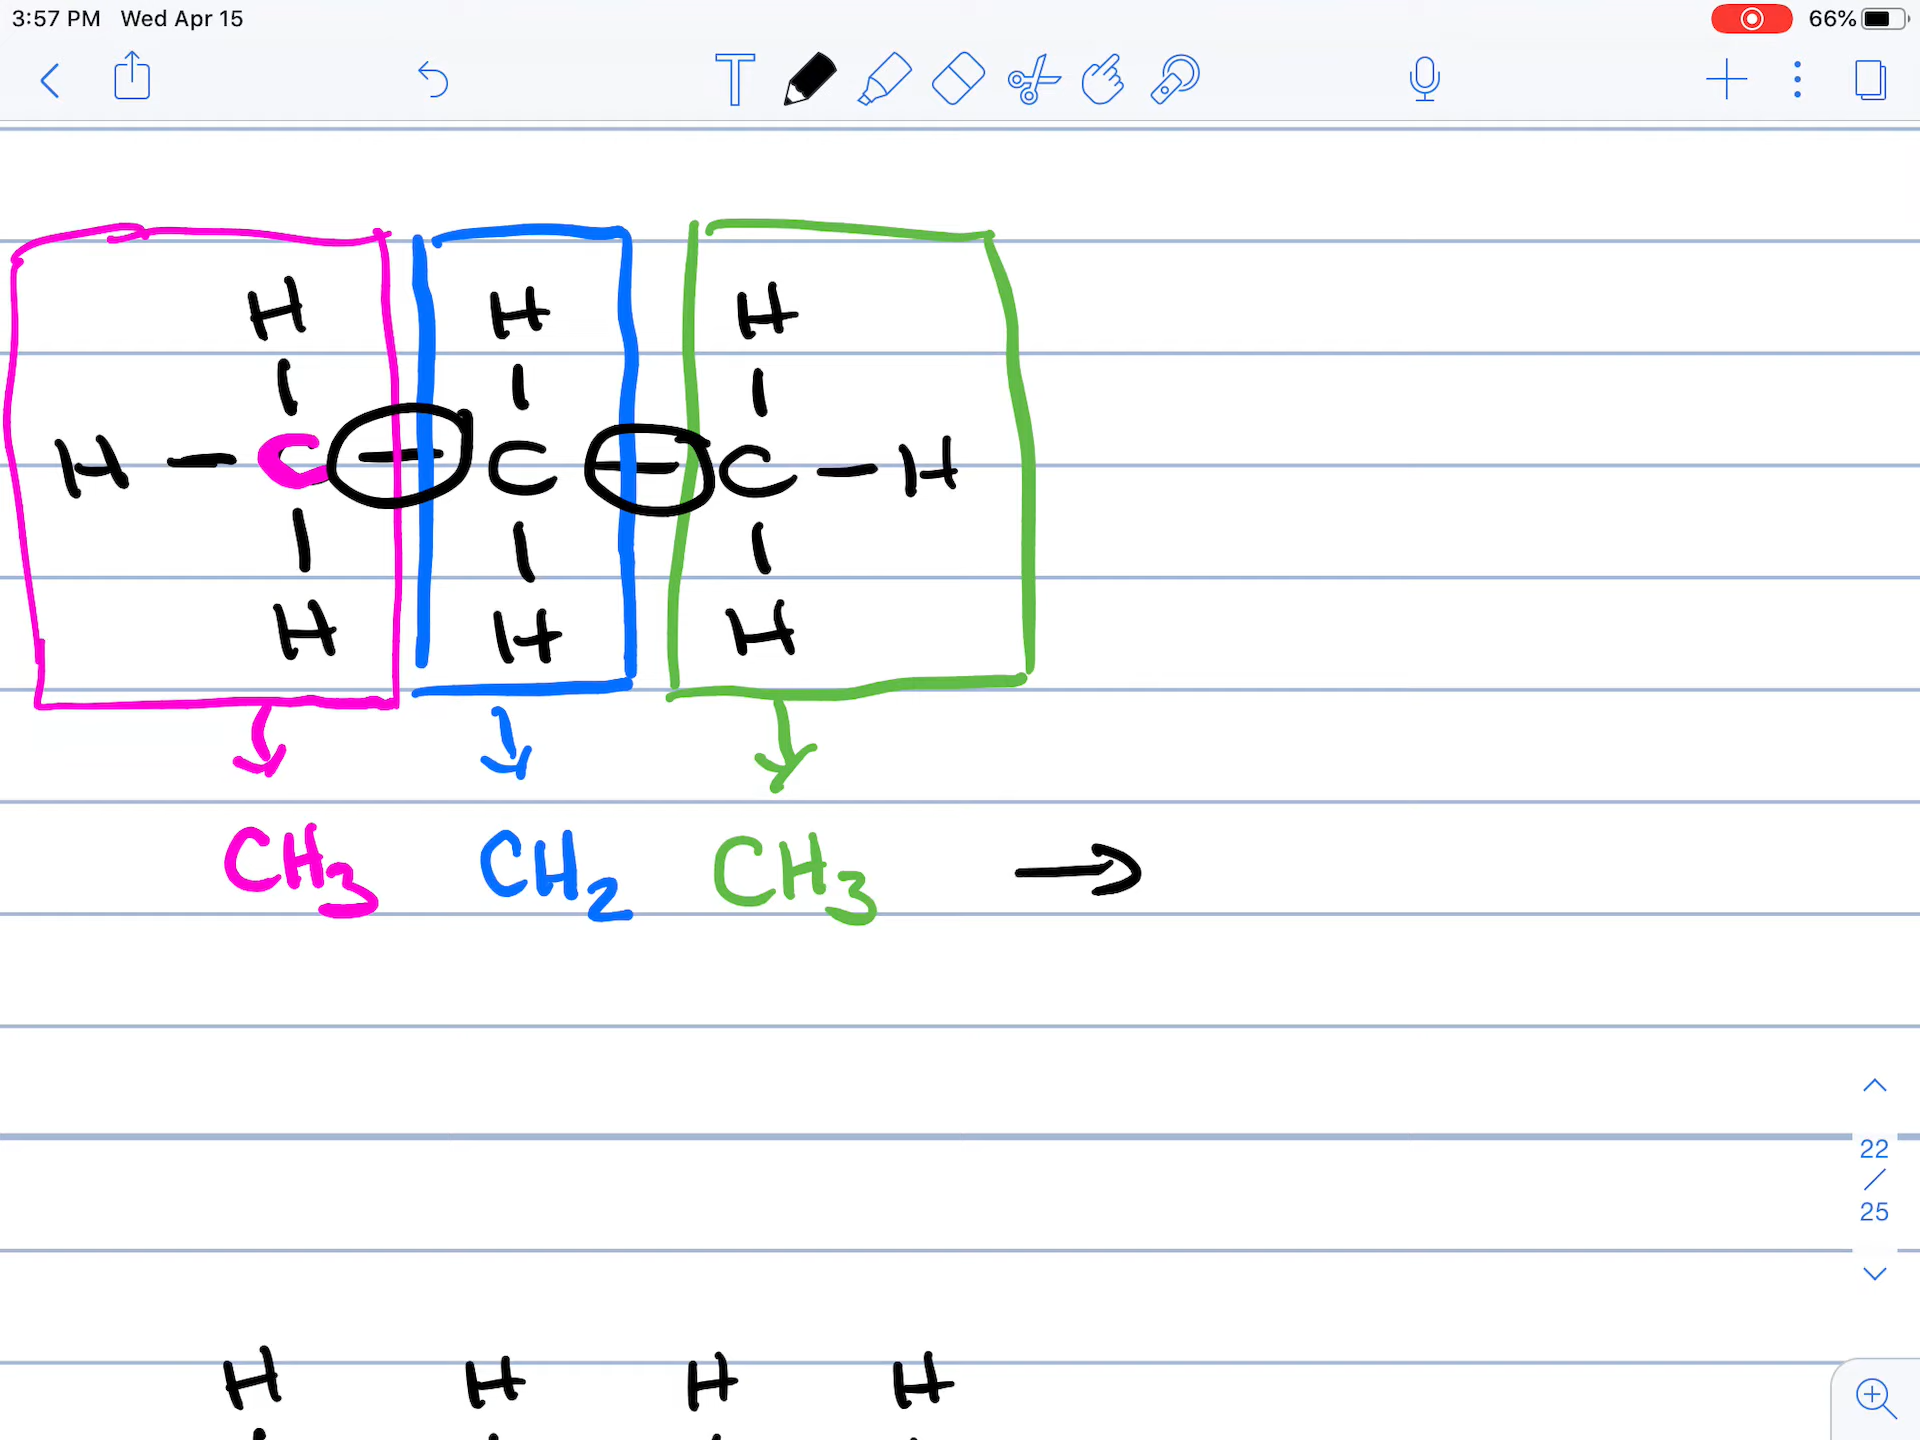 3:57 PM Wed Apr 15 66%
T
H H H
| | |
H - C - C - C - H
| | |
H H H
CH₃ CH₂ CH₃ →
22
/
25
H H H H